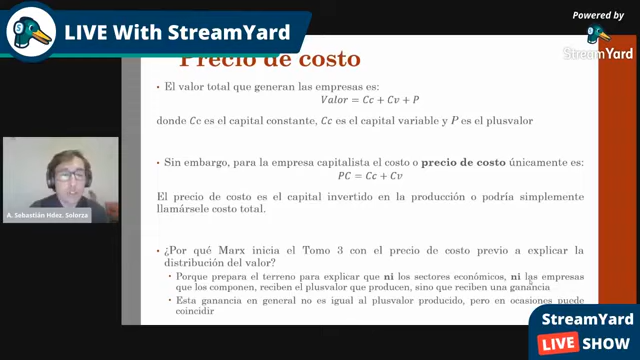 LIVE With StreamYard
Powered by
StreamYard
Precio de costo
• El valor total que generan las empresas es:
Valor = Cc + Cv + P
donde Cc es el capital constante, Cc es el capital variable y P es el plusvalor
• Sin embargo, para la empresa capitalista el costo o precio de costo únicamente es:
PC = Cc + Cv
El precio de costo es el capital invertido en la producción o podría simplemente
llamársele costo total.
A. Sebastián Hdez. Solorza
• ¿Por qué Marx inicia el Tomo 3 con el precio de costo previo a explicar la
distribución del valor?
• Porque prepara el terreno para explicar que ni los sectores económicos, ni las empresas
que los componen, reciben el plusvalor que producen, sino que reciben una ganancia
• Esta ganancia en general no es igual al plusvalor producido, pero en ocasiones puede
coincidir
StreamYard
LIVE SHOW